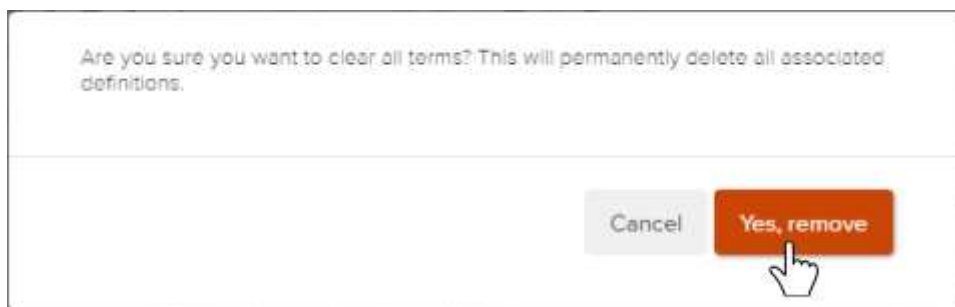 Are you sure you want to clear all terms? This will permanently delete all associated
definitions.
Cancel
Yes, remove